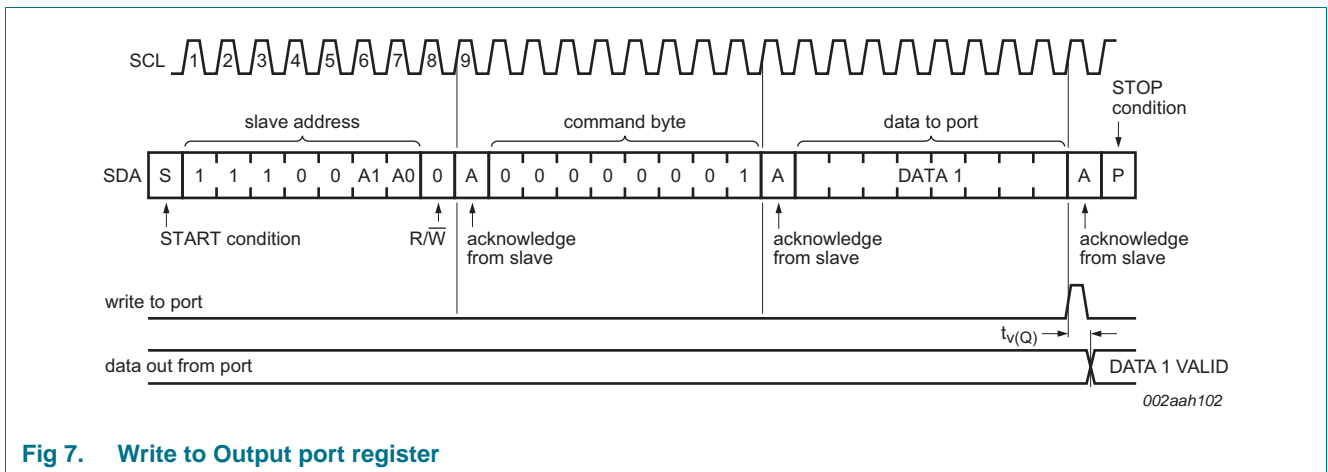 SCL 1 2 3 4 5 6 7 8 9
STOP
condition
slave address command byte data to port
SDA S 1 1 1 0 0 A1 A0 0 A 0 0 0 0 0 0 0 1 A DATA 1 A P
START condition R/W̅ acknowledge
from slave acknowledge
from slave acknowledge
from slave
write to port
tv(Q)
data out from port DATA 1 VALID
002aah102
Fig 7. Write to Output port register